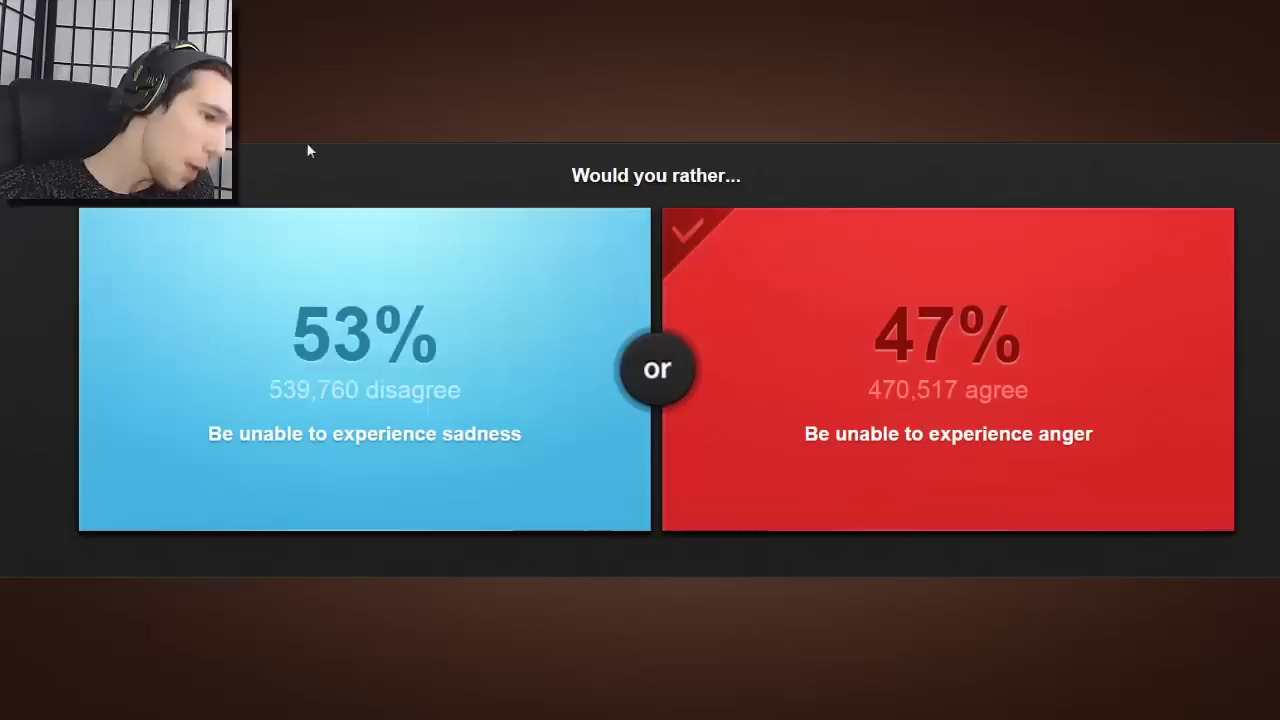 Would you rather...
53%
539,760 disagree
Be unable to experience sadness
or
47%
470,517 agree
Be unable to experience anger